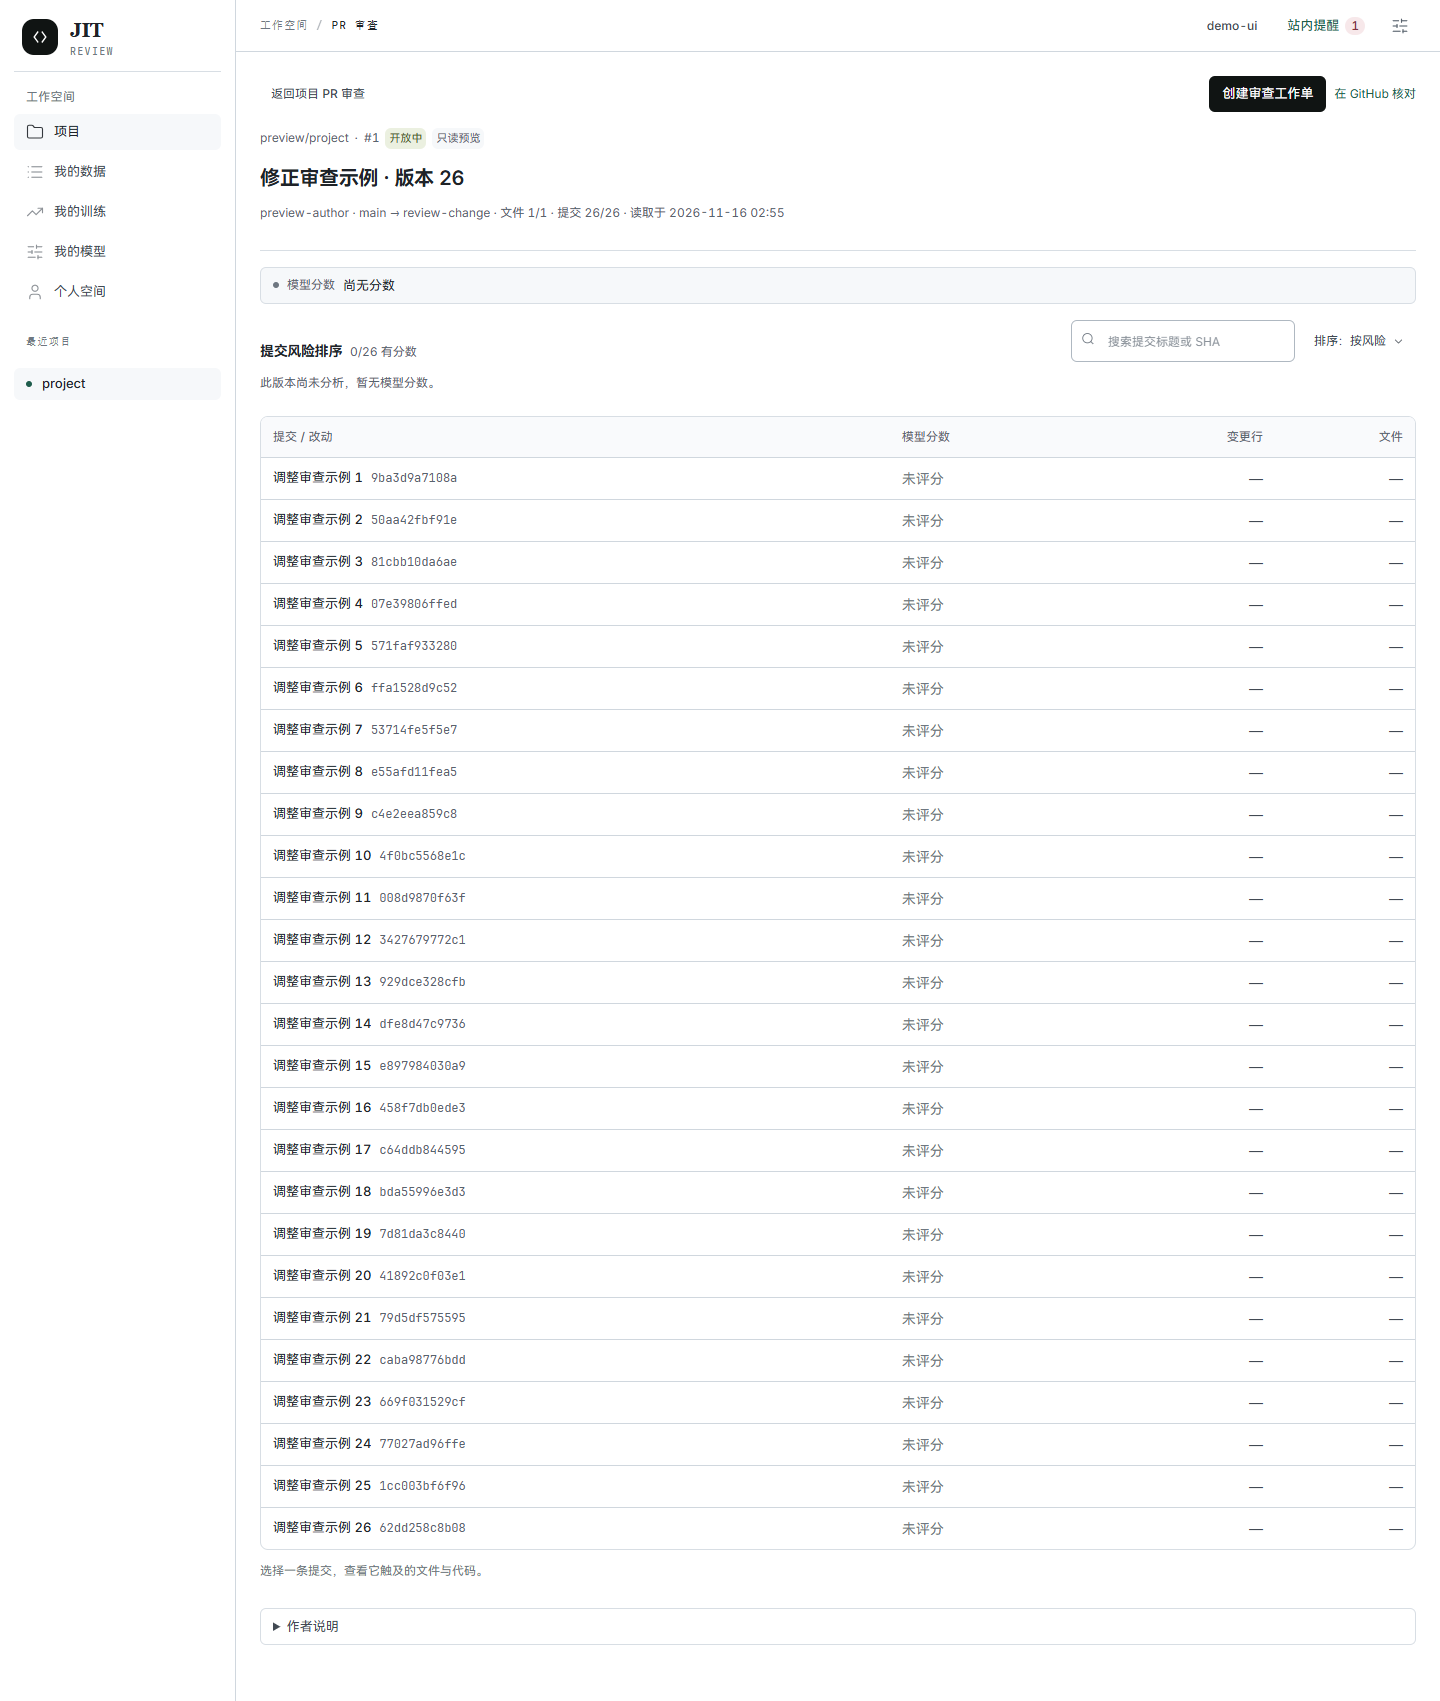 JIT
REVIEW
工作空间
项目
我的数据
我的训练
我的模型
个人空间
最近项目
project
工作空间 / PR 审查
demo-ui 站内提醒 1
返回项目 PR 审查
创建审查工作单 在 GitHub 核对
preview/project · #1 开放中 只读预览
修正审查示例 · 版本 26
preview-author · main → review-change · 文件 1/1 · 提交 26/26 · 读取于 2026-11-16 02:55
模型分数 尚无分数
提交风险排序 0/26 有分数
搜索提交标题或 SHA
排序: 按风险
此版本尚未分析，暂无模型分数。
提交 / 改动 模型分数 变更行 文件
调整审查示例 1 9ba3d9a7108a 未评分 — —
调整审查示例 2 50aa42fbf91e 未评分 — —
调整审查示例 3 81cbb10da6ae 未评分 — —
调整审查示例 4 07e39806ffed 未评分 — —
调整审查示例 5 571faf933280 未评分 — —
调整审查示例 6 ffa1528d9c52 未评分 — —
调整审查示例 7 53714fe5f5e7 未评分 — —
调整审查示例 8 e55afd11fea5 未评分 — —
调整审查示例 9 c4e2eea859c8 未评分 — —
调整审查示例 10 4f0bc5568e1c 未评分 — —
调整审查示例 11 008d9870f63f 未评分 — —
调整审查示例 12 3427679772c1 未评分 — —
调整审查示例 13 929dce328cfb 未评分 — —
调整审查示例 14 dfe8d47c9736 未评分 — —
调整审查示例 15 e897984030a9 未评分 — —
调整审查示例 16 458f7db0ede3 未评分 — —
调整审查示例 17 c64ddb844595 未评分 — —
调整审查示例 18 bda55996e3d3 未评分 — —
调整审查示例 19 7d81da3c8440 未评分 — —
调整审查示例 20 41892c0f03e1 未评分 — —
调整审查示例 21 79d5df575595 未评分 — —
调整审查示例 22 caba98776bdd 未评分 — —
调整审查示例 23 669f031529cf 未评分 — —
调整审查示例 24 77027ad96ffe 未评分 — —
调整审查示例 25 1cc003bf6f96 未评分 — —
调整审查示例 26 62dd258c8b08 未评分 — —
选择一条提交，查看它触及的文件与代码。
作者说明